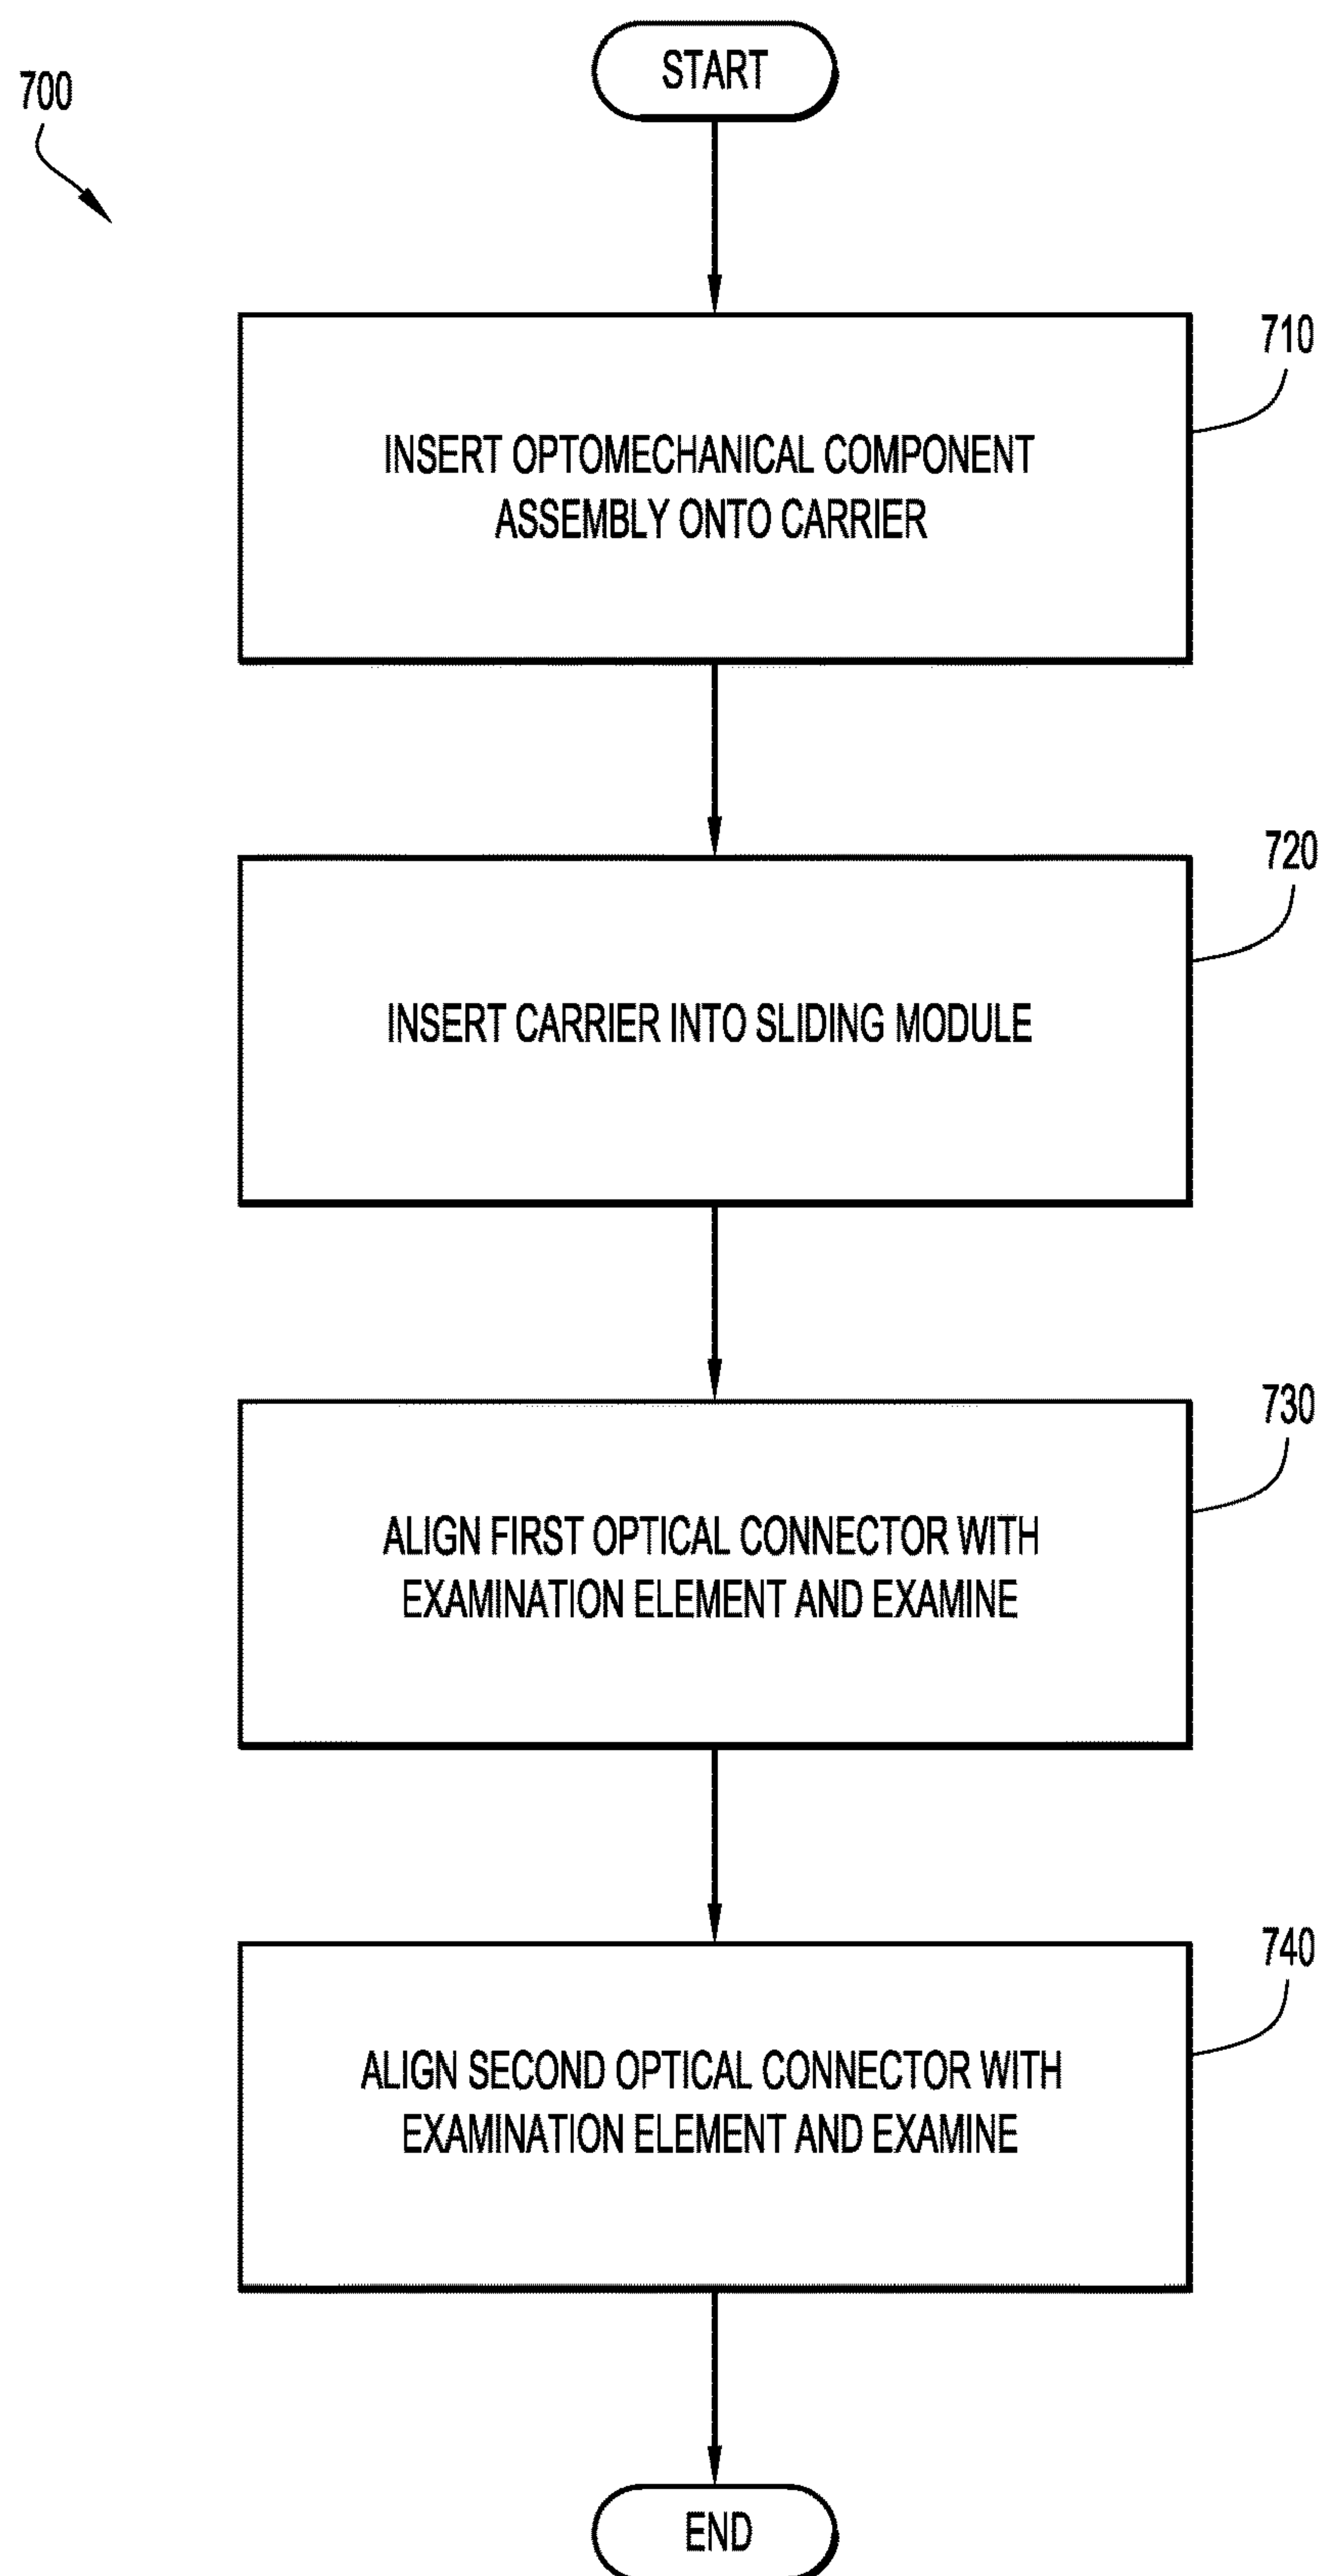 START
700
710
INSERT OPTOMECHANICAL COMPONENT
ASSEMBLY ONTO CARRIER
720
INSERT CARRIER INTO SLIDING MODULE
730
ALIGN FIRST OPTICAL CONNECTOR WITH
EXAMINATION ELEMENT AND EXAMINE
740
ALIGN SECOND OPTICAL CONNECTOR WITH
EXAMINATION ELEMENT AND EXAMINE
END